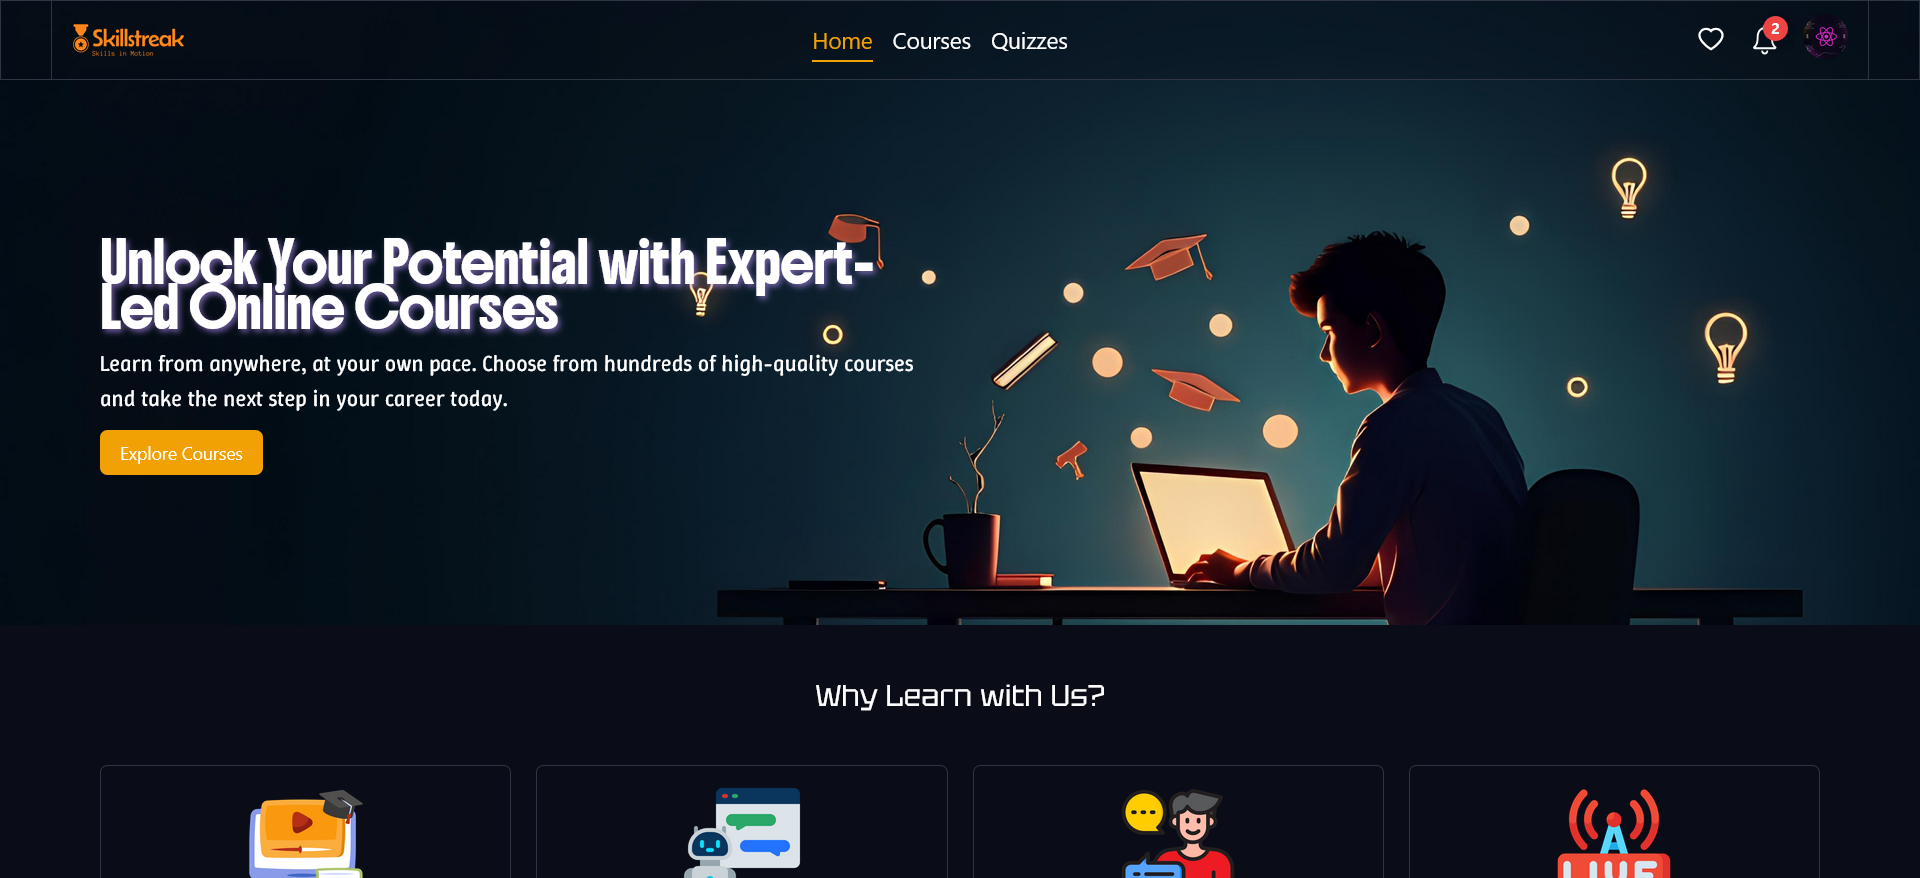 Skillstreak
Skills in Motion
Home
Courses
Quizzes
2
Unlock Your Potential with Expert-
Led Online Courses
Learn from anywhere, at your own pace. Choose from hundreds of high-quality courses
and take the next step in your career today.
Explore Courses
Why Learn with Us?
LIVE